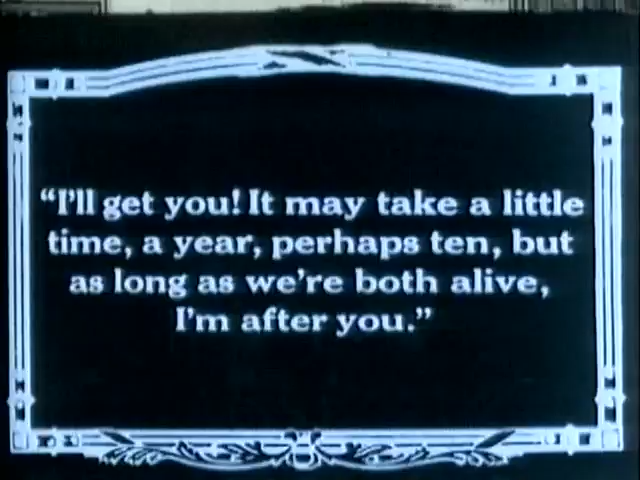 “I’ll get you! It may take a little
time, a year, perhaps ten, but
as long as we’re both alive,
I’m after you.”